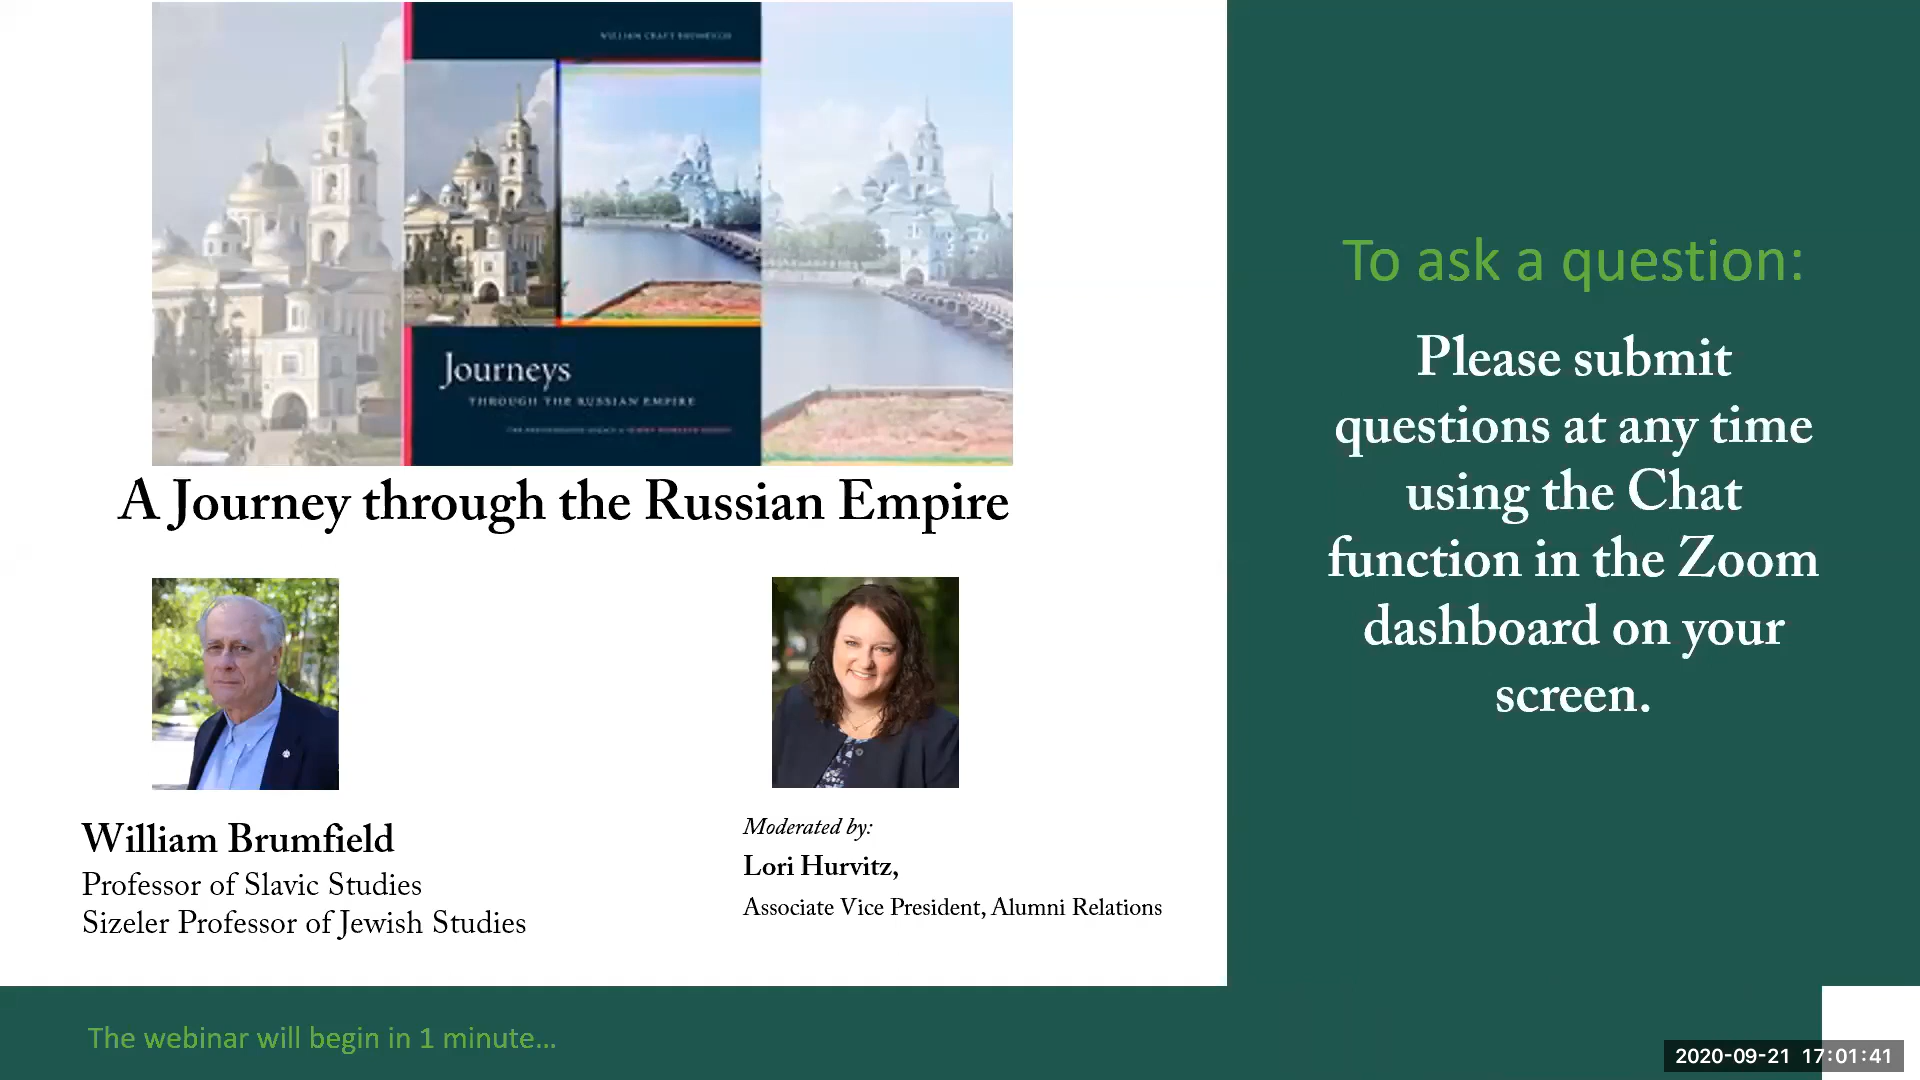 WILLIAM CRAFT BRUMFIELD
Journeys
THROUGH THE RUSSIAN EMPIRE
A Journey through the Russian Empire
William Brumfield
Professor of Slavic Studies
Sizeler Professor of Jewish Studies
Moderated by:
Lori Hurvitz,
Associate Vice President, Alumni Relations
To ask a question:
Please submit
questions at any time
using the Chat
function in the Zoom
dashboard on your
screen.
The webinar will begin in 1 minute...
2020-09-21 17:01:41